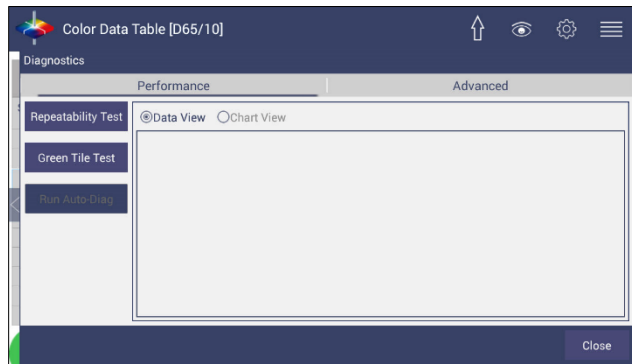 Color Data Table [D65/10]
Diagnostics
Performance
Advanced
Repeatability Test
Data View
Chart View
Green Tile Test
Run Auto-Diag
Close